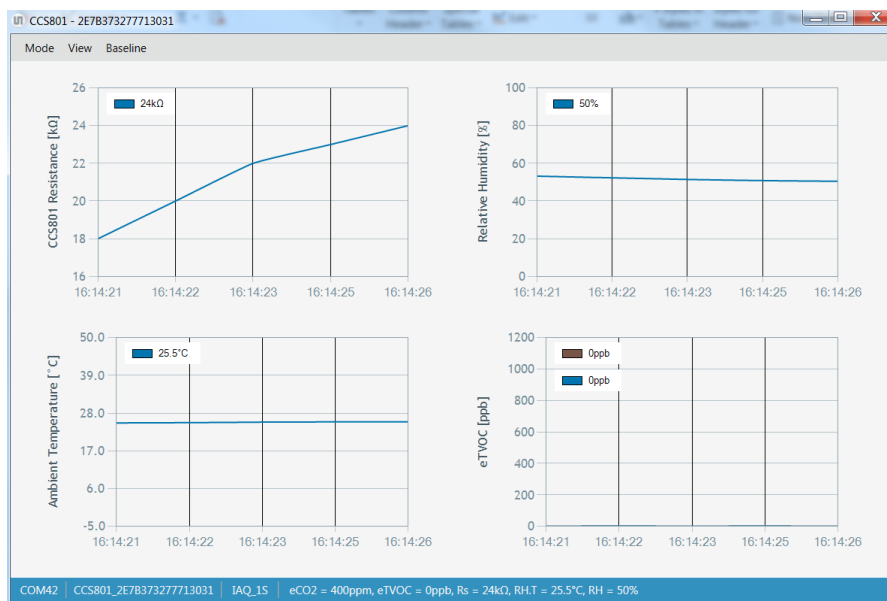 CCS801 - 2E7B373277713031
Mode View Baseline
26
24
22
20
18
16
CCS801 Resistance [kΩ]
24kΩ
16:14:21 16:14:22 16:14:23 16:14:25 16:14:26
100
80
60
40
20
0
Relative Humidity [%]
50%
16:14:21 16:14:22 16:14:23 16:14:25 16:14:26
50.0
39.0
28.0
17.0
6.0
-5.0
Ambient Temperature [°C]
25.5°C
16:14:21 16:14:22 16:14:23 16:14:25 16:14:26
1200
1000
800
600
400
200
0
eTVOC [ppb]
0ppb
0ppb
16:14:21 16:14:22 16:14:23 16:14:25 16:14:26
COM42 CCS801_2E7B373277713031 IAQ_1S eCO2 = 400ppm, eTVOC = 0ppb, Rs = 24kΩ, RH.T = 25.5°C, RH = 50%